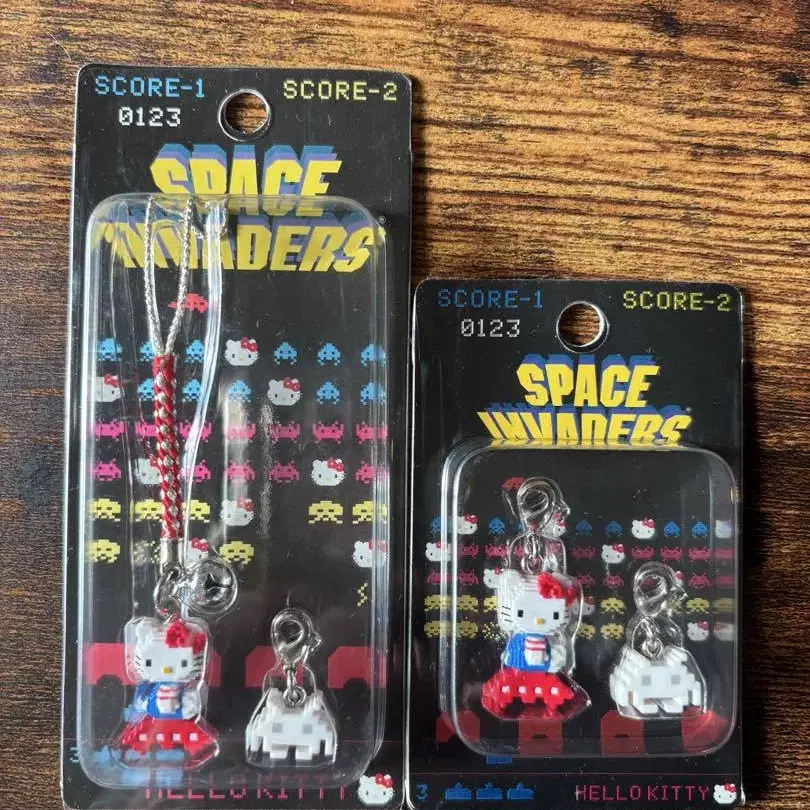 SCORE-1 SCORE-2
0123
SPACE
INVADERS®
3 HELLO KITTY
SCORE-1 SCORE-2
0123
SPACE
INVADERS®
3 HELLO KITTY